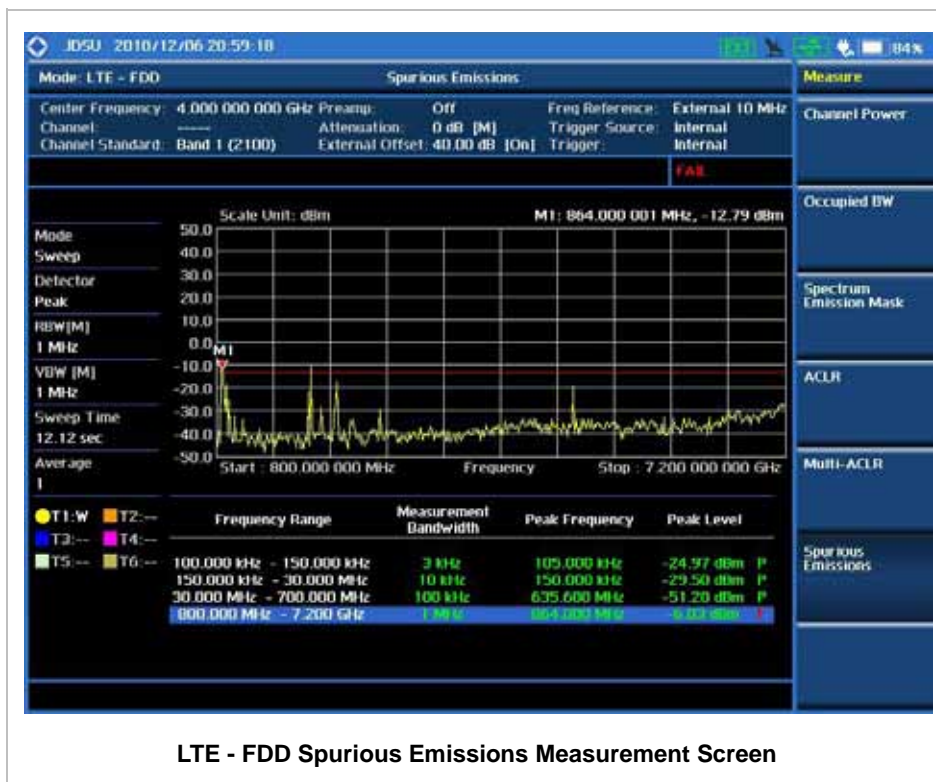 JDSU 2010/12/06 20:59:18
84%
Mode: LTE - FDD
Spurious Emissions
Measure
Center Frequency: 4.000 000 000 GHz
Preamp: Off
Freq Reference: External 10 MHz
Channel: -----
Attenuation: 0 dB [M]
Trigger Source: Internal
Channel Standard: Band 1 (2100)
External Offset: 40.00 dB [On]
Trigger: Internal
FAIL
Channel Power
Occupied BW
Spectrum
Emission Mask
ACLR
Multi-ACLR
Spurious
Emissions
Mode
Sweep
Detector
Peak
RBW[M]
1 MHz
VBW [M]
1 MHz
Sweep Time
12.12 sec
Average
1
T1:W T2:--
T3:-- T4:--
T5:-- T6:--
Scale Unit: dBm
M1: 864.000 001 MHz, -12.79 dBm
50.0
40.0
30.0
20.0
10.0
0.0
M1
-10.0
-20.0
-30.0
-40.0
-50.0
Start : 800.000 000 MHz Frequency Stop : 7.200 000 000 GHz
Frequency Range Measurement Bandwidth Peak Frequency Peak Level
100.000 kHz - 150.000 kHz 3 kHz 105.000 kHz -24.97 dBm P
150.000 kHz - 30.000 MHz 10 kHz 150.000 kHz -29.50 dBm P
30.000 MHz - 700.000 MHz 100 kHz 635.600 MHz -51.20 dBm P
800.000 MHz - 7.200 GHz 1 MHz 864.000 MHz -6.03 dBm F
LTE - FDD Spurious Emissions Measurement Screen